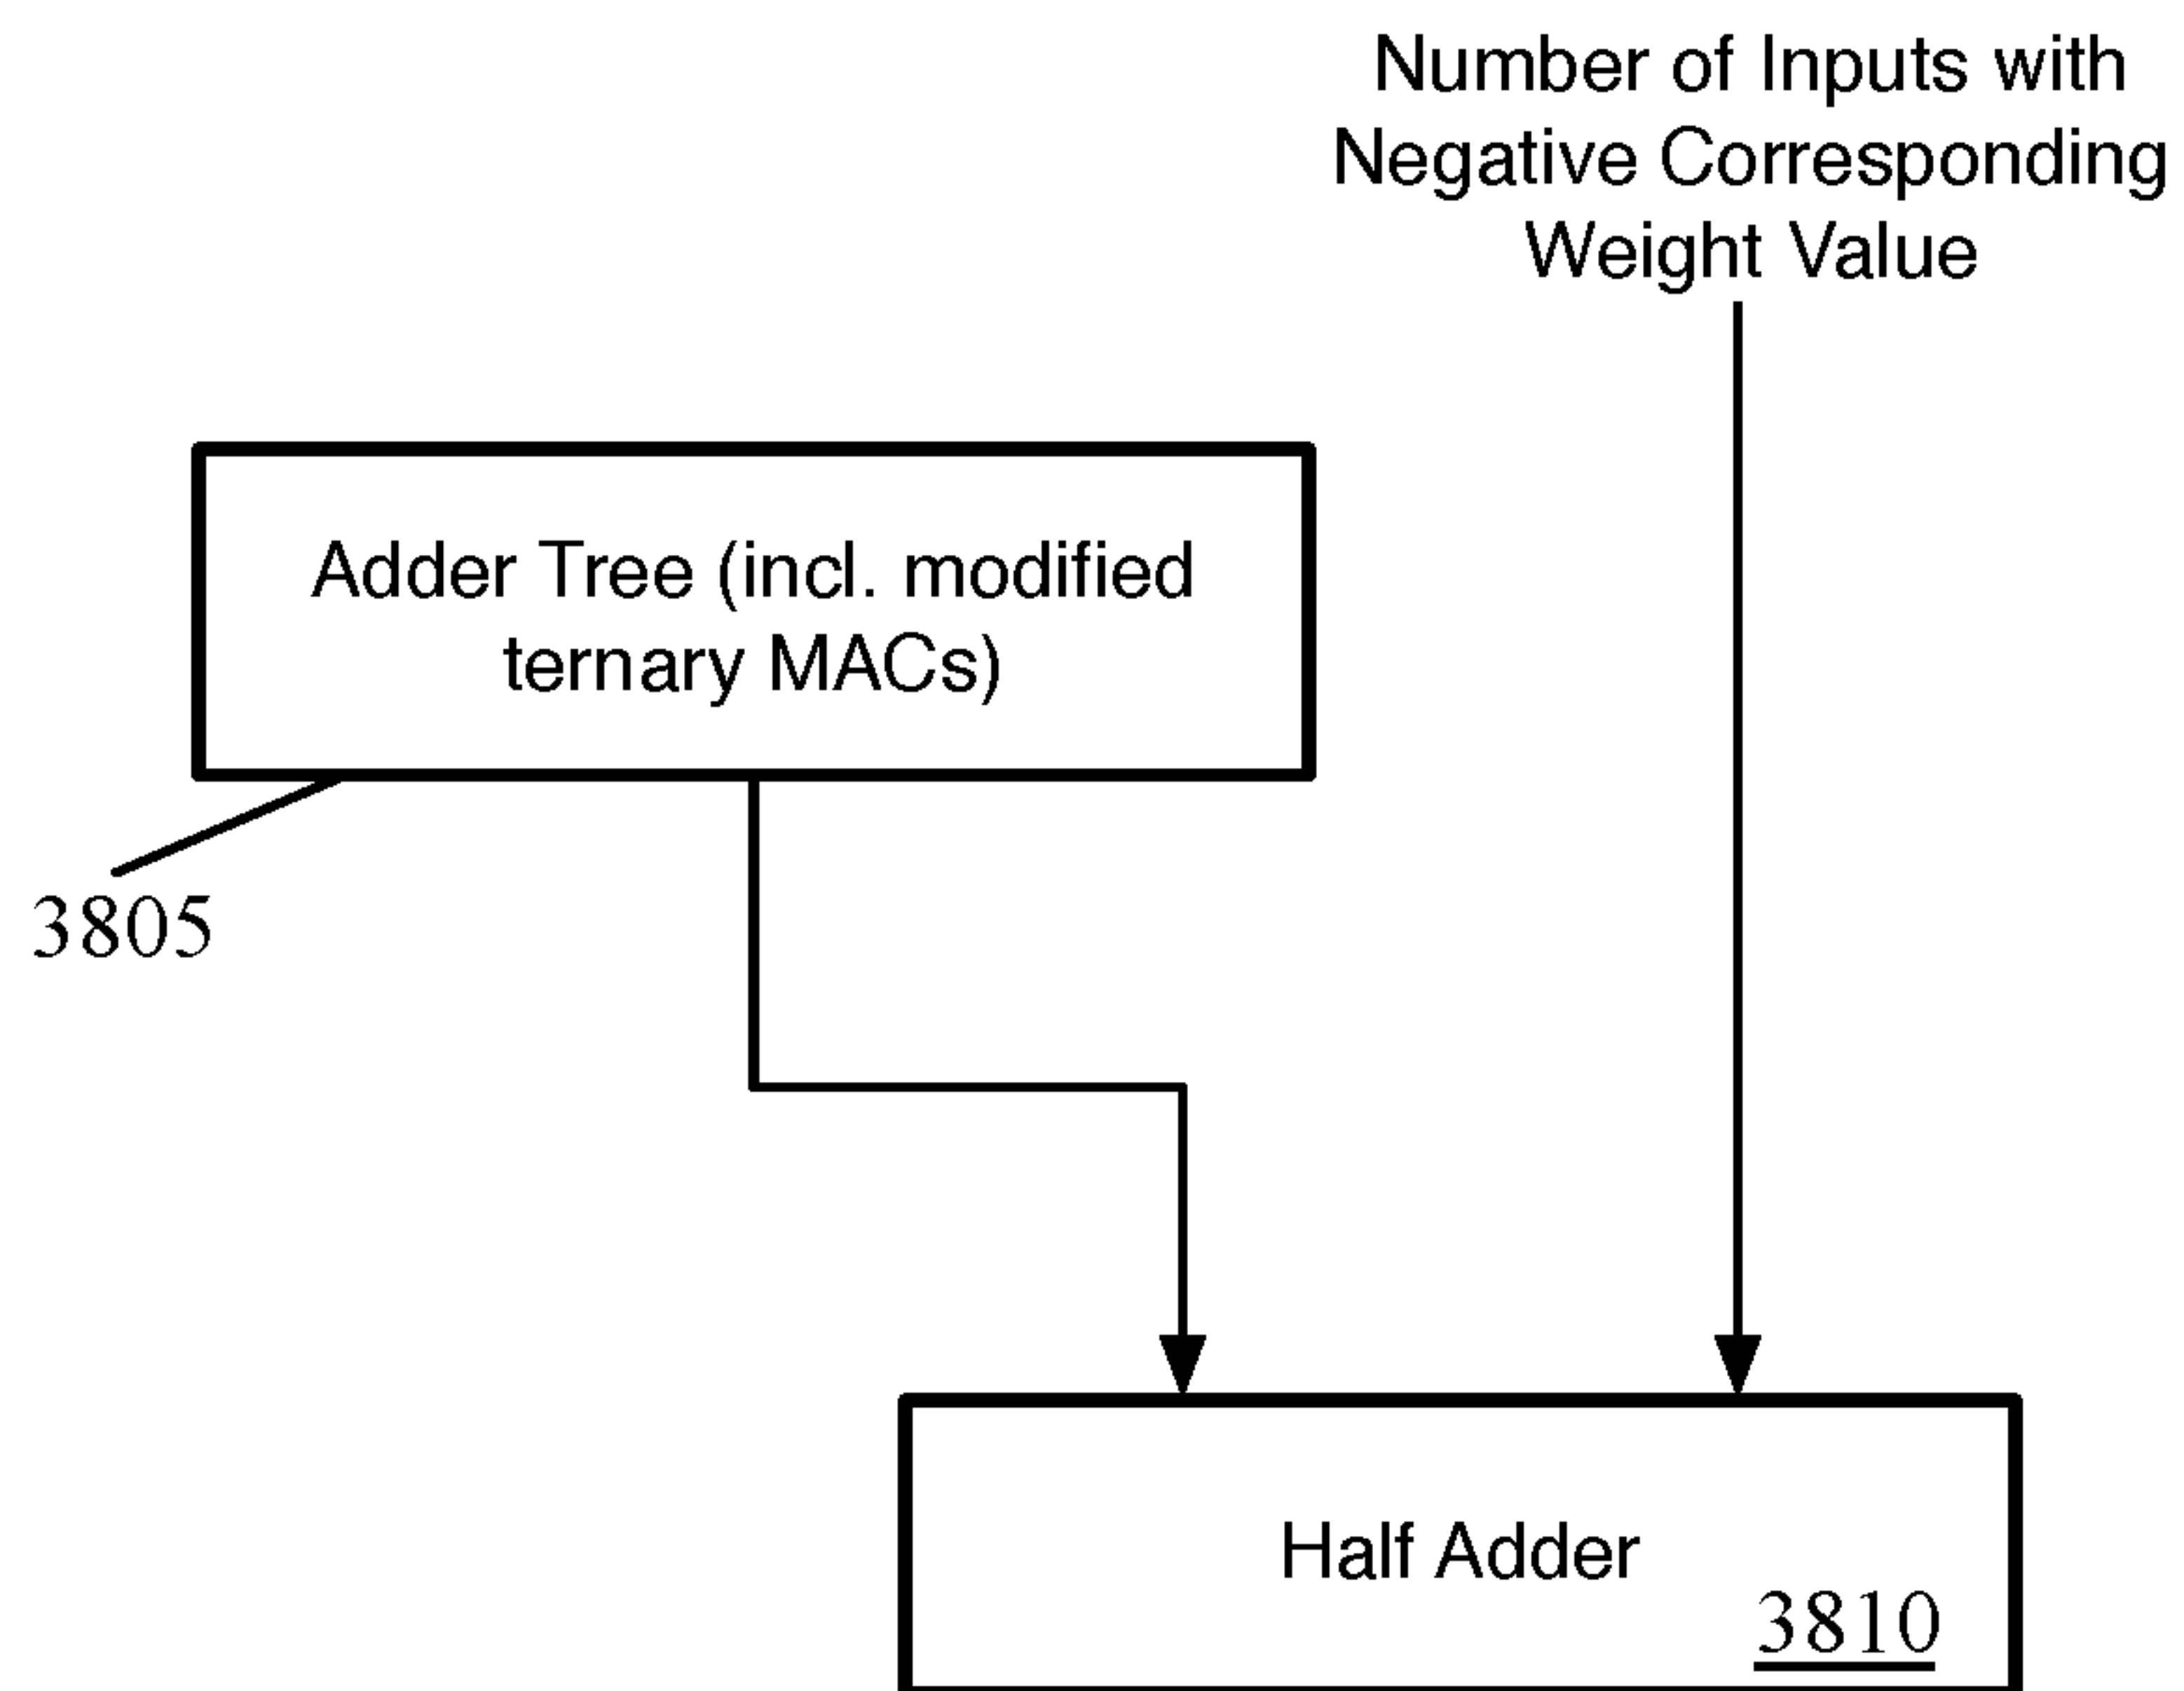 Number of Inputs with
Negative Corresponding
Weight Value
Adder Tree (incl. modified
ternary MACs)
3805
Half Adder
3810